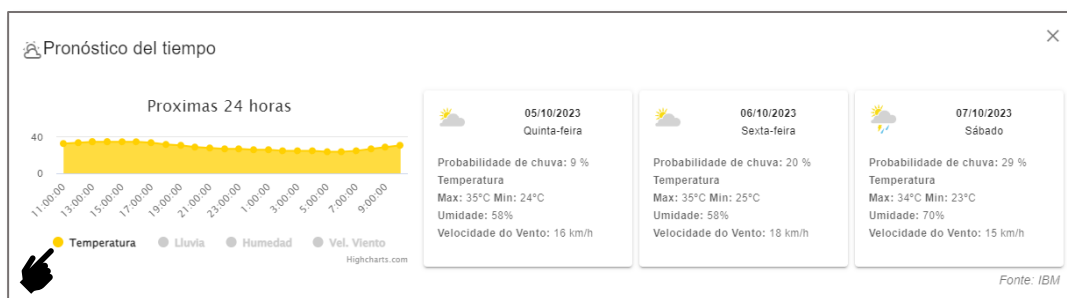 Pronóstico del tiempo
×
Proximas 24 horas
40
0
11:00:00
13:00:00
15:00:00
17:00:00
19:00:00
21:00:00
23:00:00
1:00:00
3:00:00
5:00:00
7:00:00
9:00:00
Temperatura Lluvia Humedad Vel. Viento
Highcharts.com
05/10/2023
Quinta-feira
Probabilidade de chuva: 9 %
Temperatura
Max: 35°C Min: 24°C
Umidade: 58%
Velocidade do Vento: 16 km/h
06/10/2023
Sexta-feira
Probabilidade de chuva: 20 %
Temperatura
Max: 35°C Min: 25°C
Umidade: 58%
Velocidade do Vento: 18 km/h
07/10/2023
Sábado
Probabilidade de chuva: 29 %
Temperatura
Max: 34°C Min: 23°C
Umidade: 70%
Velocidade do Vento: 15 km/h
Fonte: IBM